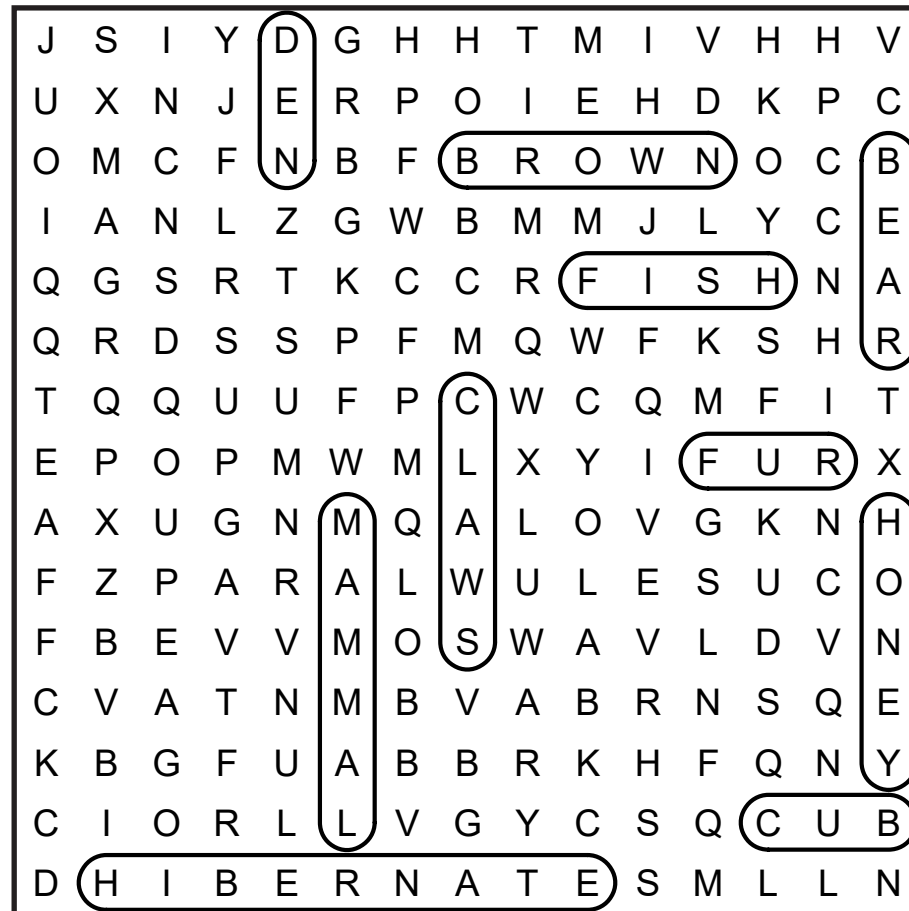 J S I Y D G H H T M I V H H V
U X N J E R P O I E H D K P C
O M C F N B F B R O W N O C B
I A N L Z G W B M M J L Y C E
Q G S R T K C C R F I S H N A
Q R D S S P F M Q W F K S H R
T Q Q U U F P C W C Q M F I T
E P O P M W M L X Y I F U R X
A X U G N M Q A L O V G K N H
F Z P A R A L W U L E S U C O
F B E V V M O S W A V L D V N
C V A T N M B V A B R N S Q E
K B G F U A B B R K H F Q N Y
C I O R L L V G Y C S Q C U B
D H I B E R N A T E S M L L N